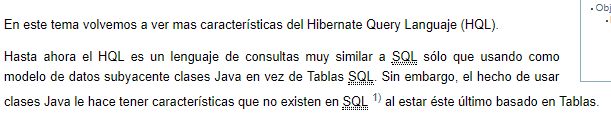 En este tema volvemos a ver mas características del Hibernate Query Languaje (HQL).
Hasta ahora el HQL es un lenguaje de consultas muy similar a SQL sólo que usando como
modelo de datos subyacente clases Java en vez de Tablas SQL. Sin embargo, el hecho de usar
clases Java le hace tener características que no existen en SQL 1) al estar éste último basado en Tablas.
• Obj